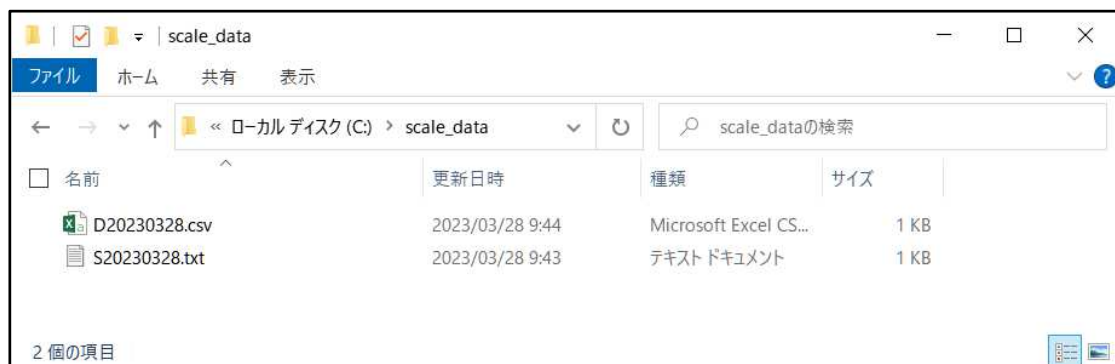 scale_data
ファイル ホーム 共有 表示
« ローカル ディスク (C:) › scale_data scale_dataの検索
名前 更新日時 種類 サイズ
D20230328.csv 2023/03/28 9:44 Microsoft Excel CS... 1 KB
S20230328.txt 2023/03/28 9:43 テキスト ドキュメント 1 KB
2 個の項目